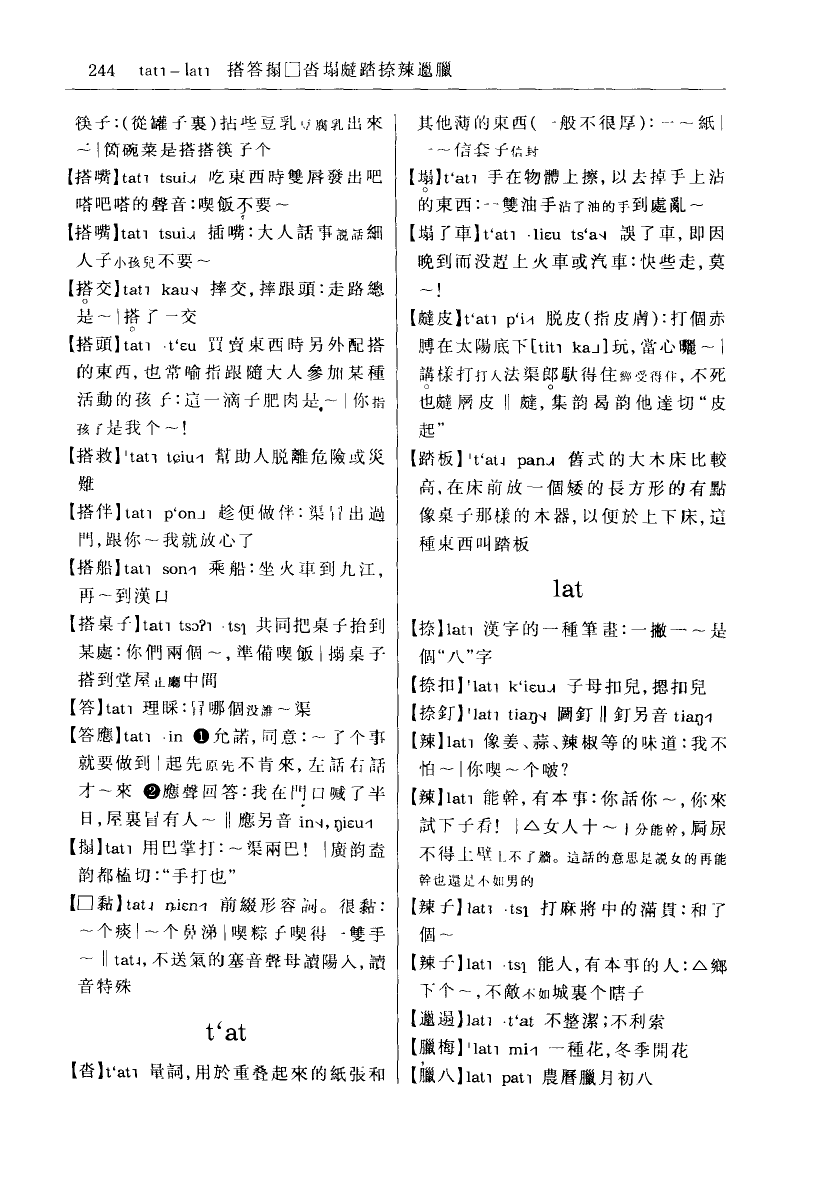 244 tat˥–lat˥ 搭答搨□沓塌皻踏捺辣邋臘
筷子:(從罐子裏)拈些豆乳豆腐乳出來
~|筒碗菜是搭搭筷子个
【搭嘴】tat˥ tsui 吃東西時雙唇發出吧
嗒吧嗒的聲音:喫飯不要~
【搭嘴】tat˥ tsui 插嘴:大人話事說話細
人子小孩兒不要~
【搭交】tat˥ kau 摔交,摔跟頭:走路總
是~|搭了一交
【搭頭】tat˥ ·t‘ɛu 買賣東西時另外配搭
的東西,也常喻指跟隨大人參加某種
活動的孩子:這一滴子肥肉是~|你指
孩子是我个~!
【搭救】ˈtat˥ tɕiu 幫助人脱離危險或災
難
【搭伴】tat˥ p‘on˩ 趁便做伴:渠冒出過
門,跟你~我就放心了
【搭船】tat˥ son 乘船:坐火車到九江,
再~到漢口
【搭桌子】tat˥ tsɔʔ˥ ·tsʅ 共同把桌子抬到
某處:你們兩個~,準備喫飯|搦桌子
搭到堂屋正廳中間
【答】tat˥ 理睬:冒哪個没誰~渠
【答應】tat˥ ·in ❶允諾,同意:~了个事
就要做到|起先原先不肯來,左話右話
才~來 ❷應聲回答:我在門口喊了半
日,屋裏冒有人~‖應另音 in,ŋiɛu
【搨】tat˥ 用巴掌打:~渠兩巴!|廣韵盍
韵都榼切:“手打也”
【□黏】tat ȵiɛn 前綴形容詞。很黏:
~个痰|~个鼻涕|喫粽子喫得一雙手
~‖tat,不送氣的塞音聲母讀陽入,讀
音特殊
t‘at
【沓】t‘at˥ 量詞,用於重叠起來的紙張和
其他薄的東西(一般不很厚):一~紙|
一~信套子信封
【塌】t‘at˥ 手在物體上擦,以去掉手上沾
的東西:一雙油手沾了油的手到處亂~
【塌了車】t‘at˥ ·liɛu ts‘a 誤了車,即因
晚到而没趕上火車或汽車:快些走,莫
~!
【皻皮】t‘at˥ p‘i 脱皮(指皮膚):打個赤
膊在太陽底下[tit˥ ka˩]玩,當心曬~|
講樣打打人法渠郎馱得住怎受得住,不死
也皻層皮‖皻,集韵曷韵他達切“皮
起”
【踏板】ˈt‘at pan 舊式的大木床比較
高,在床前放一個矮的長方形的有點
像桌子那樣的木器,以便於上下床,這
種東西叫踏板
lat
【捺】lat˥ 漢字的一種筆畫:一撇一~是
個“八”字
【捺扣】ˈlat˥ k‘iɛu 子母扣兒,摁扣兒
【捺釘】ˈlat˥ tiaŋ 圖釘‖釘另音 tiaŋ
【辣】lat˥ 像姜、蒜、辣椒等的味道:我不
怕~|你喫~个啵?
【辣】lat˥ 能幹,有本事:你話你~,你來
試下子看!|△女人十~十分能幹,屙尿
不得上壁上不了牆。這話的意思是説女的再能
幹也還是不如男的
【辣子】lat˥ ·tsʅ 打麻將中的滿貫:和了
個~
【辣子】lat˥ ·tsʅ 能人,有本事的人:△鄉
下个~,不敵不如城裏个瞎子
【邋遢】lat˥ ·t‘at 不整潔;不利索
【臘梅】ˈlat˥ mi 一種花,冬季開花
【臘八】lat˥ pat˥ 農曆臘月初八